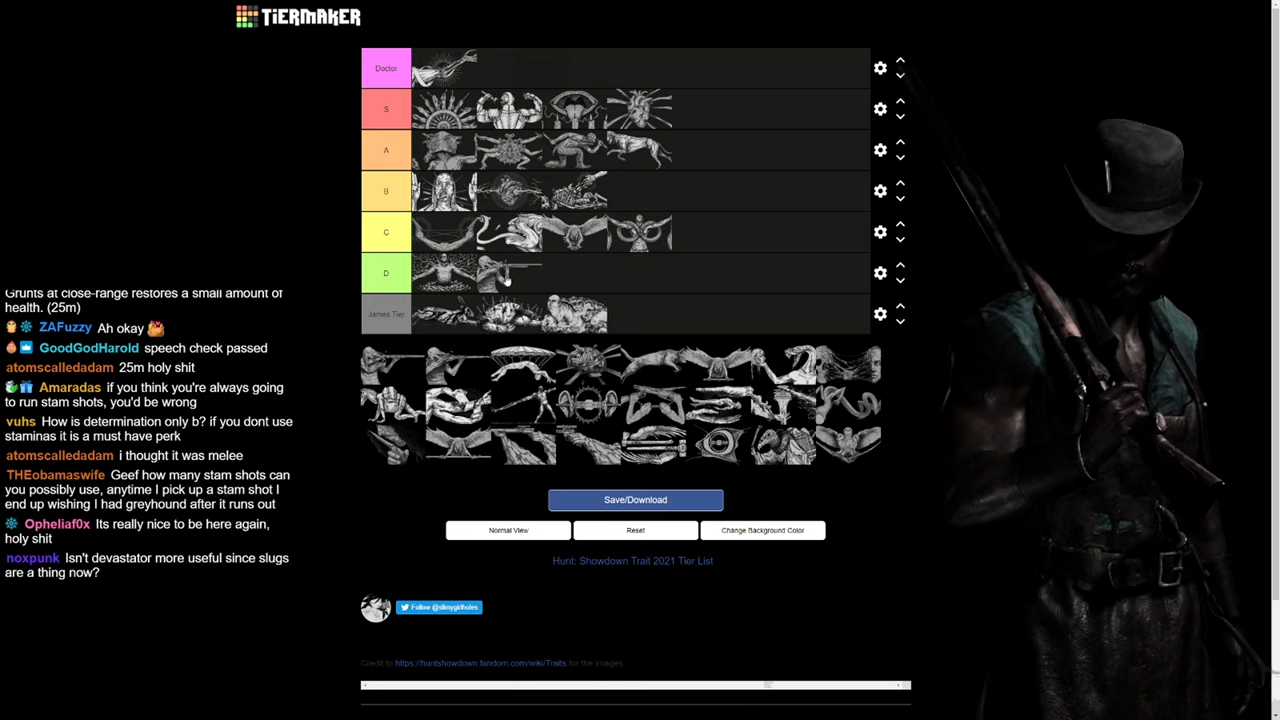 TiERMAKER
Doctor
S
A
B
C
D
James Tier
Grunts at close-range restores a small amount of
health. (25m)
ZAFuzzy Ah okay
GoodGodHarold speech check passed
atomscalledadam 25m holy shit
Amaradas if you think you're always going
to run stam shots, you'd be wrong
vuhs How is determination only b? if you dont use
staminas it is a must have perk
atomscalledadam i thought it was melee
THEobamaswife Geef how many stam shots can
you possibly use, anytime I pick up a stam shot I
end up wishing I had greyhound after it runs out
Opheliaf0x Its really nice to be here again,
holy shit
noxpunk Isn't devastator more useful since slugs
are a thing now?
Save/Download
Normal View
Reset
Change Background Color
Hunt: Showdown Trait 2021 Tier List
Follow @slimygirlholes
Credit to https://huntshowdown.fandom.com/wiki/Traits for the images.